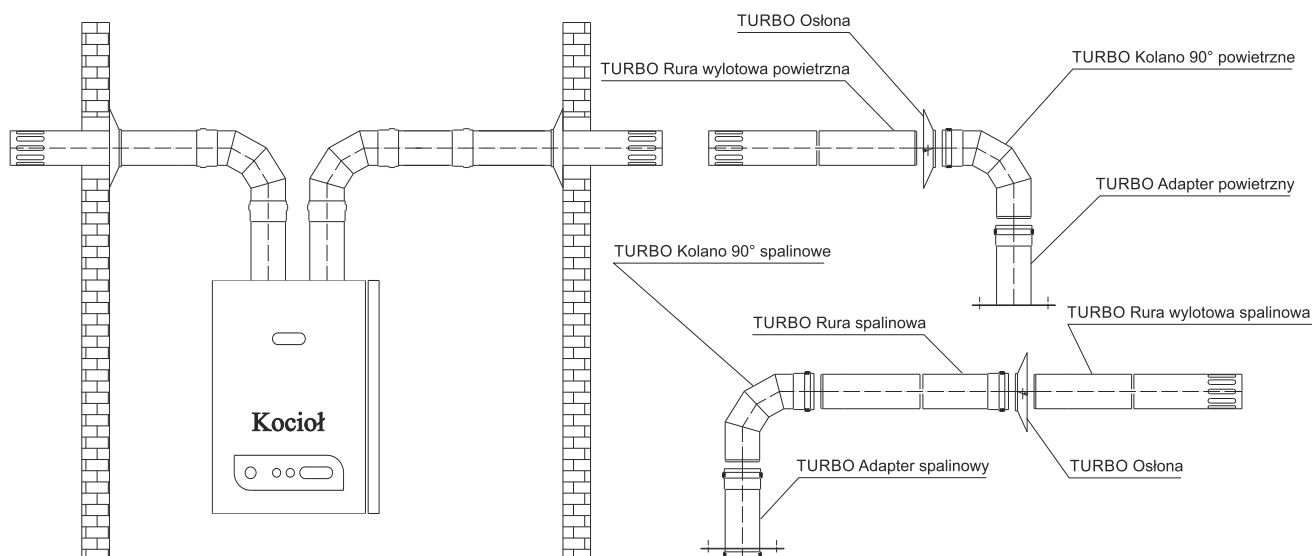 TURBO Osłona
TURBO Rura wylotowa powietrzna
TURBO Kolano 90° powietrzne
TURBO Adapter powietrzny
TURBO Kolano 90° spalinowe
TURBO Rura spalinowa
TURBO Rura wylotowa spalinowa
Kocioł
TURBO Adapter spalinowy
TURBO Osłona